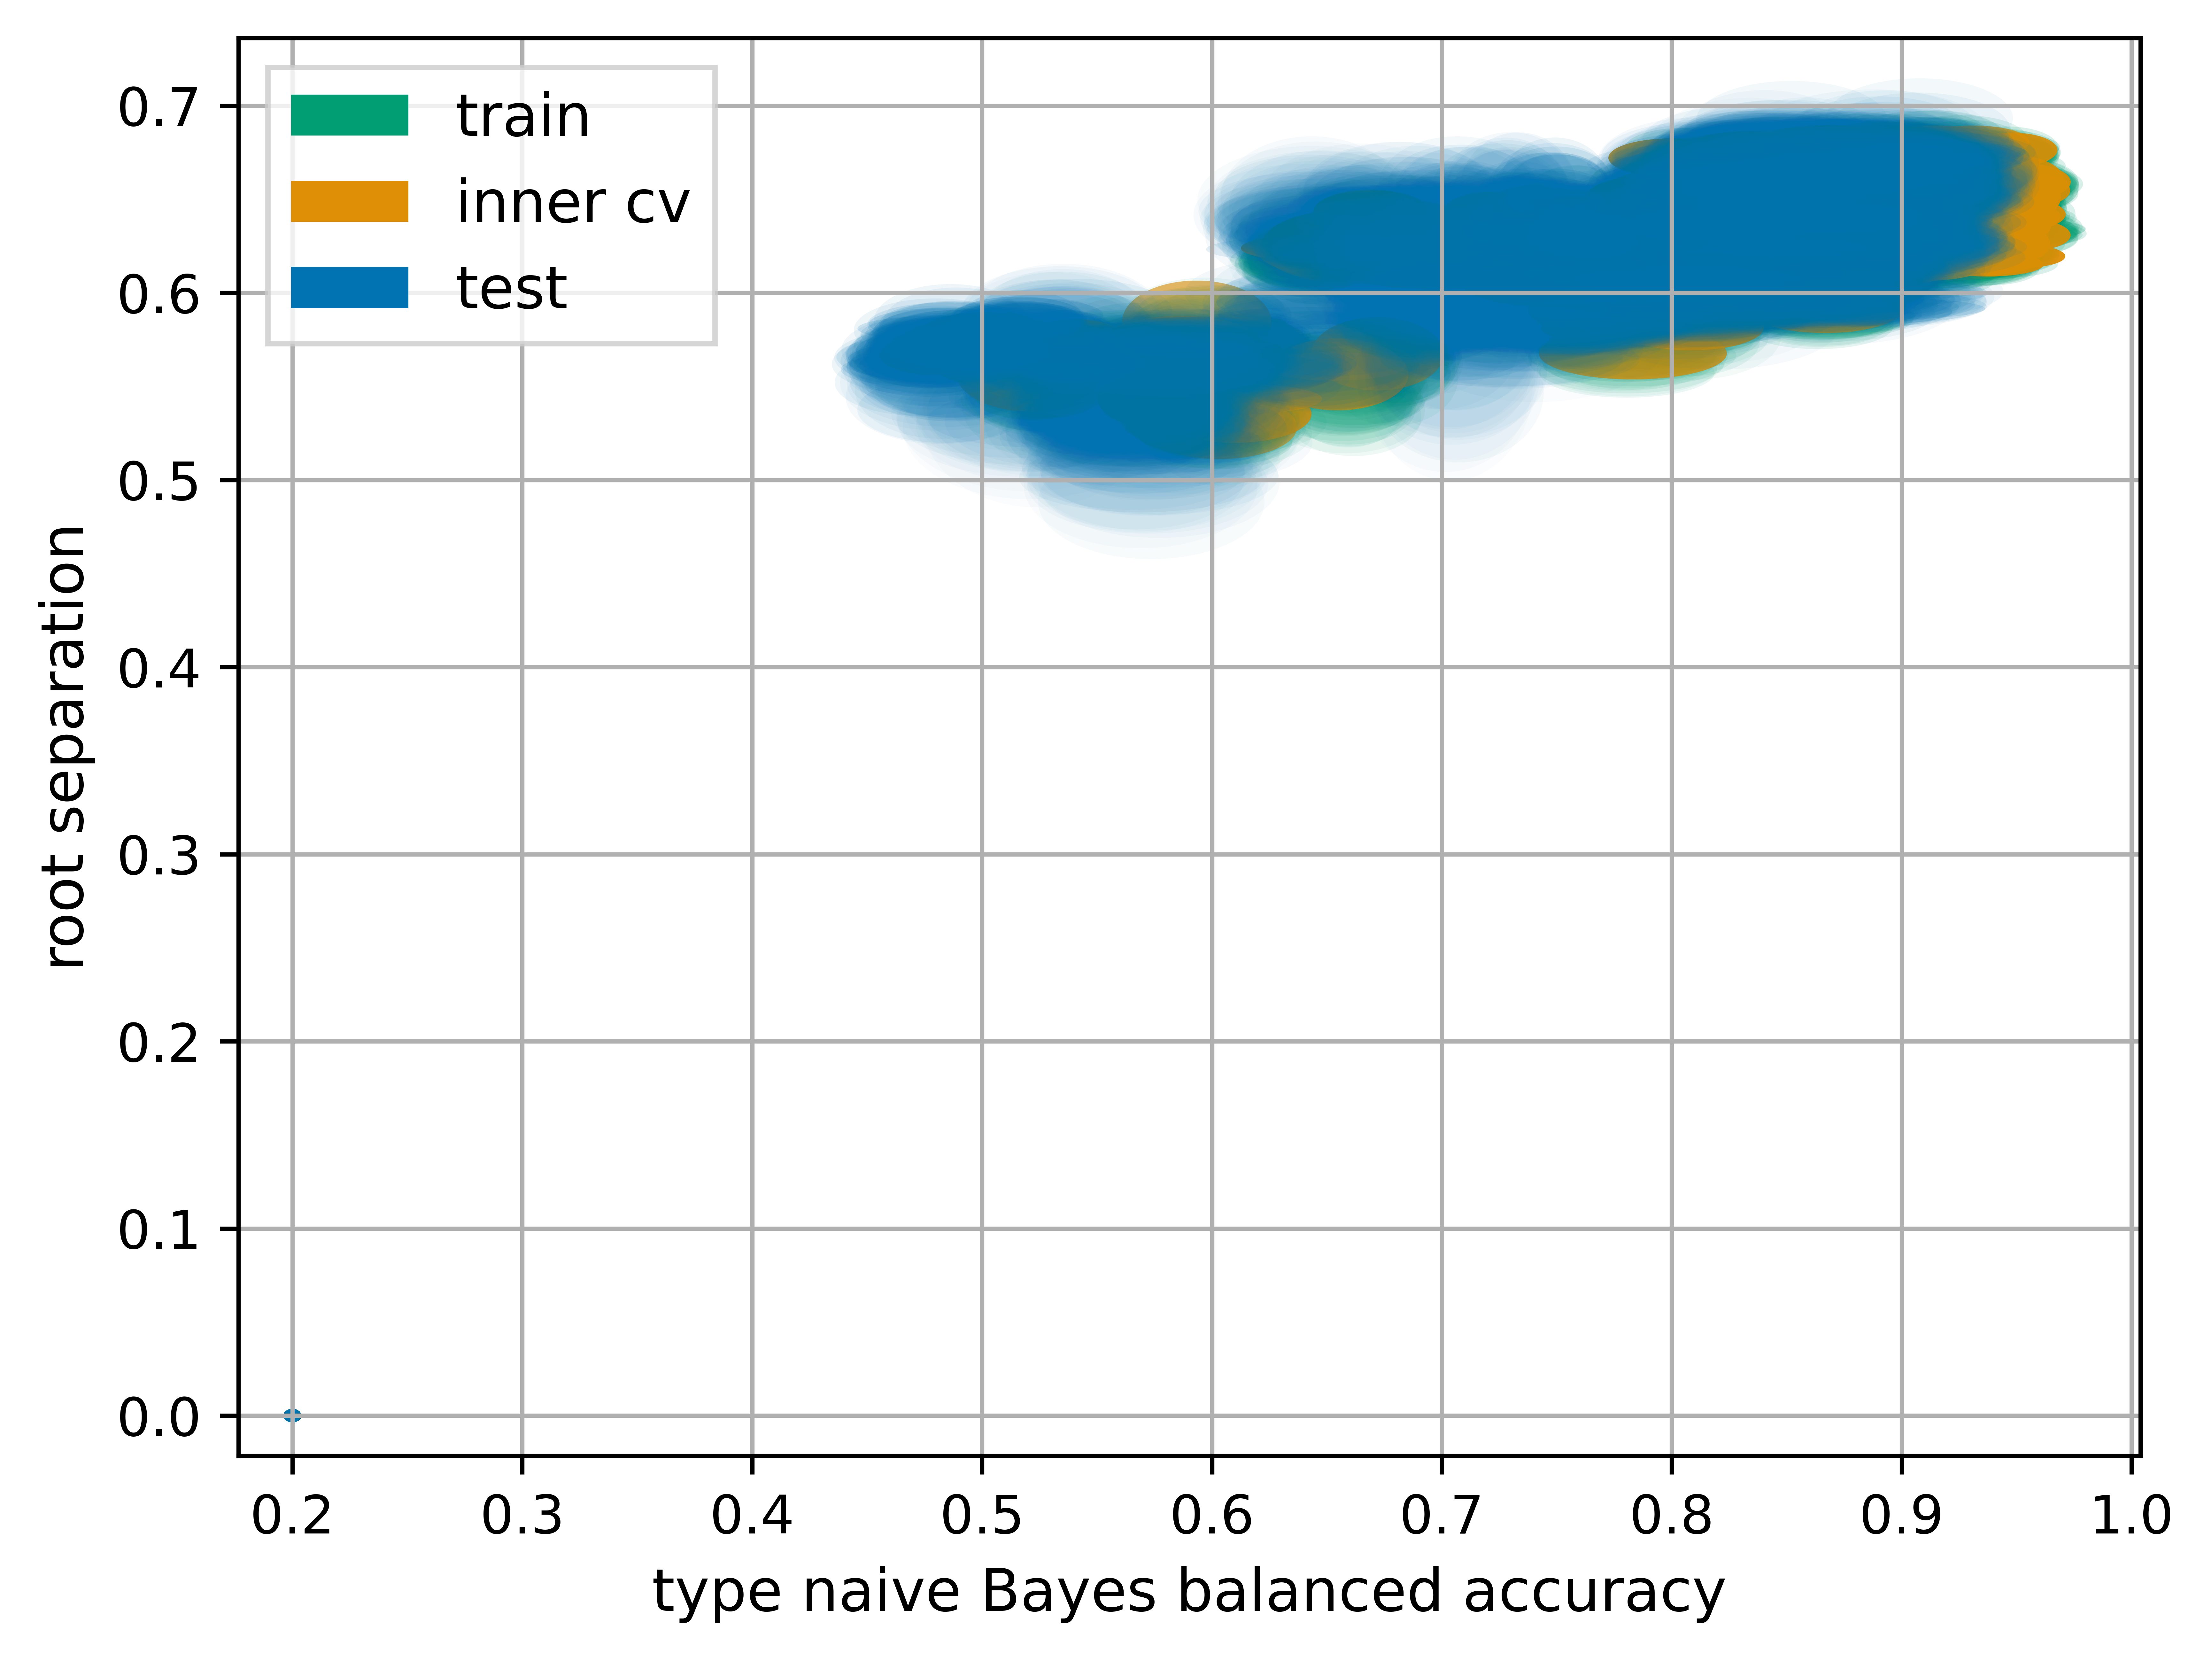 train
inner cv
test
0.7
0.6
0.5
0.4
0.3
0.2
0.1
0.0
root separation
0.2 0.3 0.4 0.5 0.6 0.7 0.8 0.9 1.0
type naive Bayes balanced accuracy